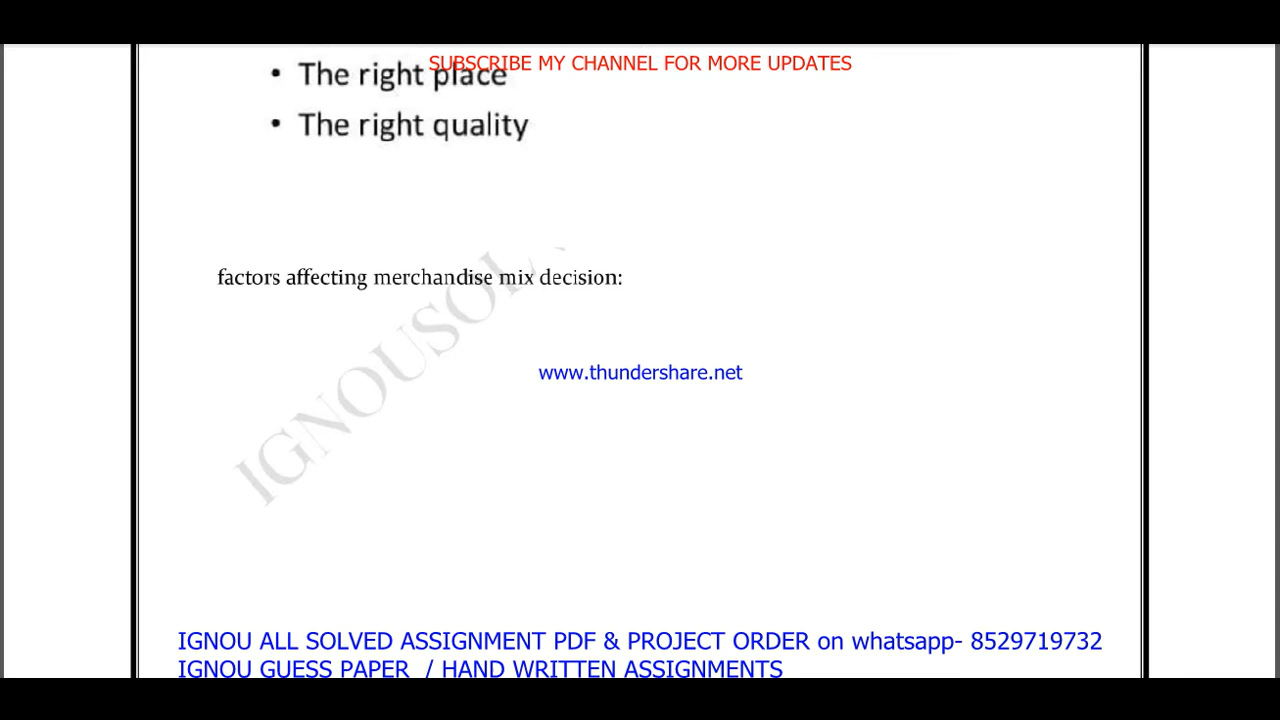 SUBSCRIBE MY CHANNEL FOR MORE UPDATES
• The right place
• The right quality
factors affecting merchandise mix decision:
IGNOUSOL
www.thundershare.net
IGNOU ALL SOLVED ASSIGNMENT PDF & PROJECT ORDER on whatsapp- 8529719732
IGNOU GUESS PAPER / HAND WRITTEN ASSIGNMENTS